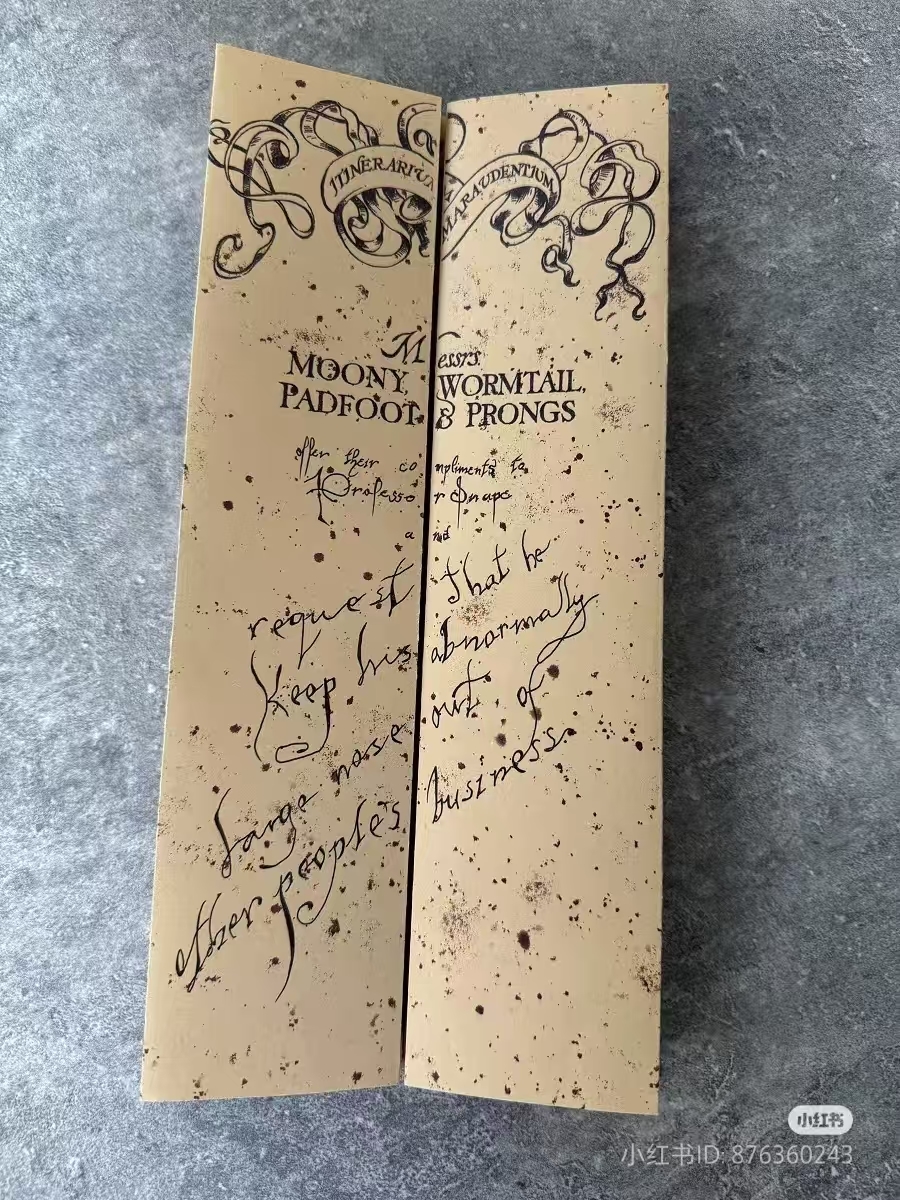 ITINERARIUM
MARAUDENTIUM
Messrs
MOONY, WORMTAIL,
PADFOOT & PRONGS
offer their compliments to
Professor Snape
and
request that he
Keep his abnormally
large nose out of
other people's business.
小红书
小红书ID: 876360243